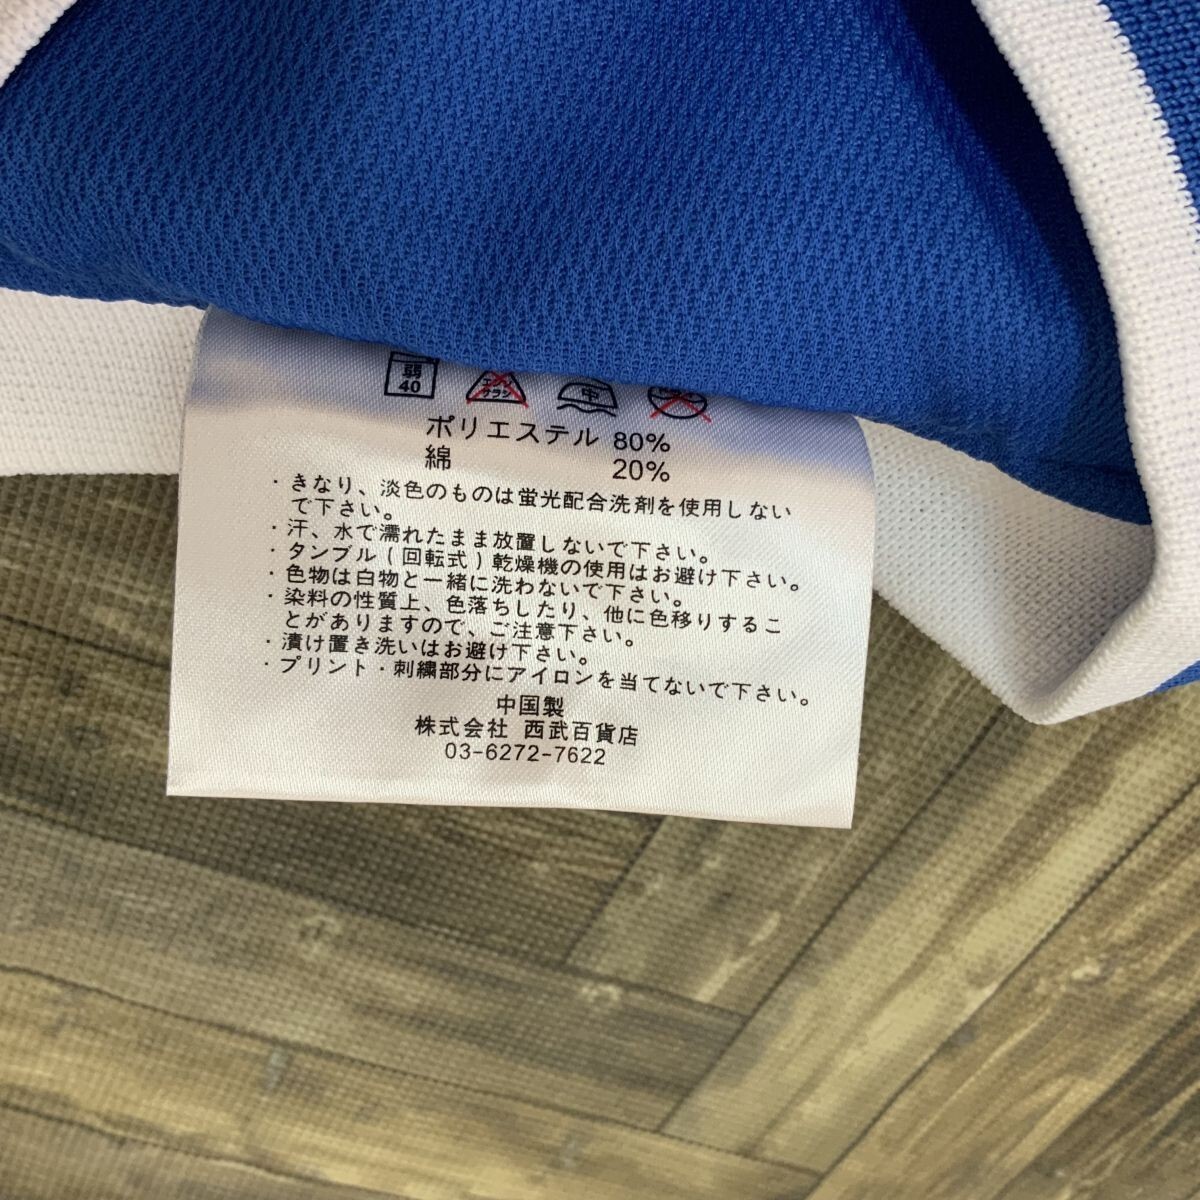 弱
40
エンソ
サラシ
中
ポリエステル 80%
綿 20%
・きなり、淡色のものは蛍光配合洗剤を使用しない
で下さい。
・汗、水で濡れたまま放置しないで下さい。
・タンブル(回転式)乾燥機の使用はお避け下さい。
・色物は白物と一緒に洗わないで下さい。
・染料の性質上、色落ちしたり、他に色移りするこ
とがありますので、ご注意下さい。
・漬け置き洗いはお避け下さい。
・プリント・刺繍部分にアイロンを当てないで下さい。
中国製
株式会社 西武百貨店
03-6272-7622